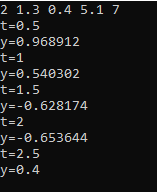 2 1.3 0.4 5.1 7
t=0.5
y=0.968912
t=1
y=0.540302
t=1.5
y=-0.628174
t=2
y=-0.653644
t=2.5
y=0.4